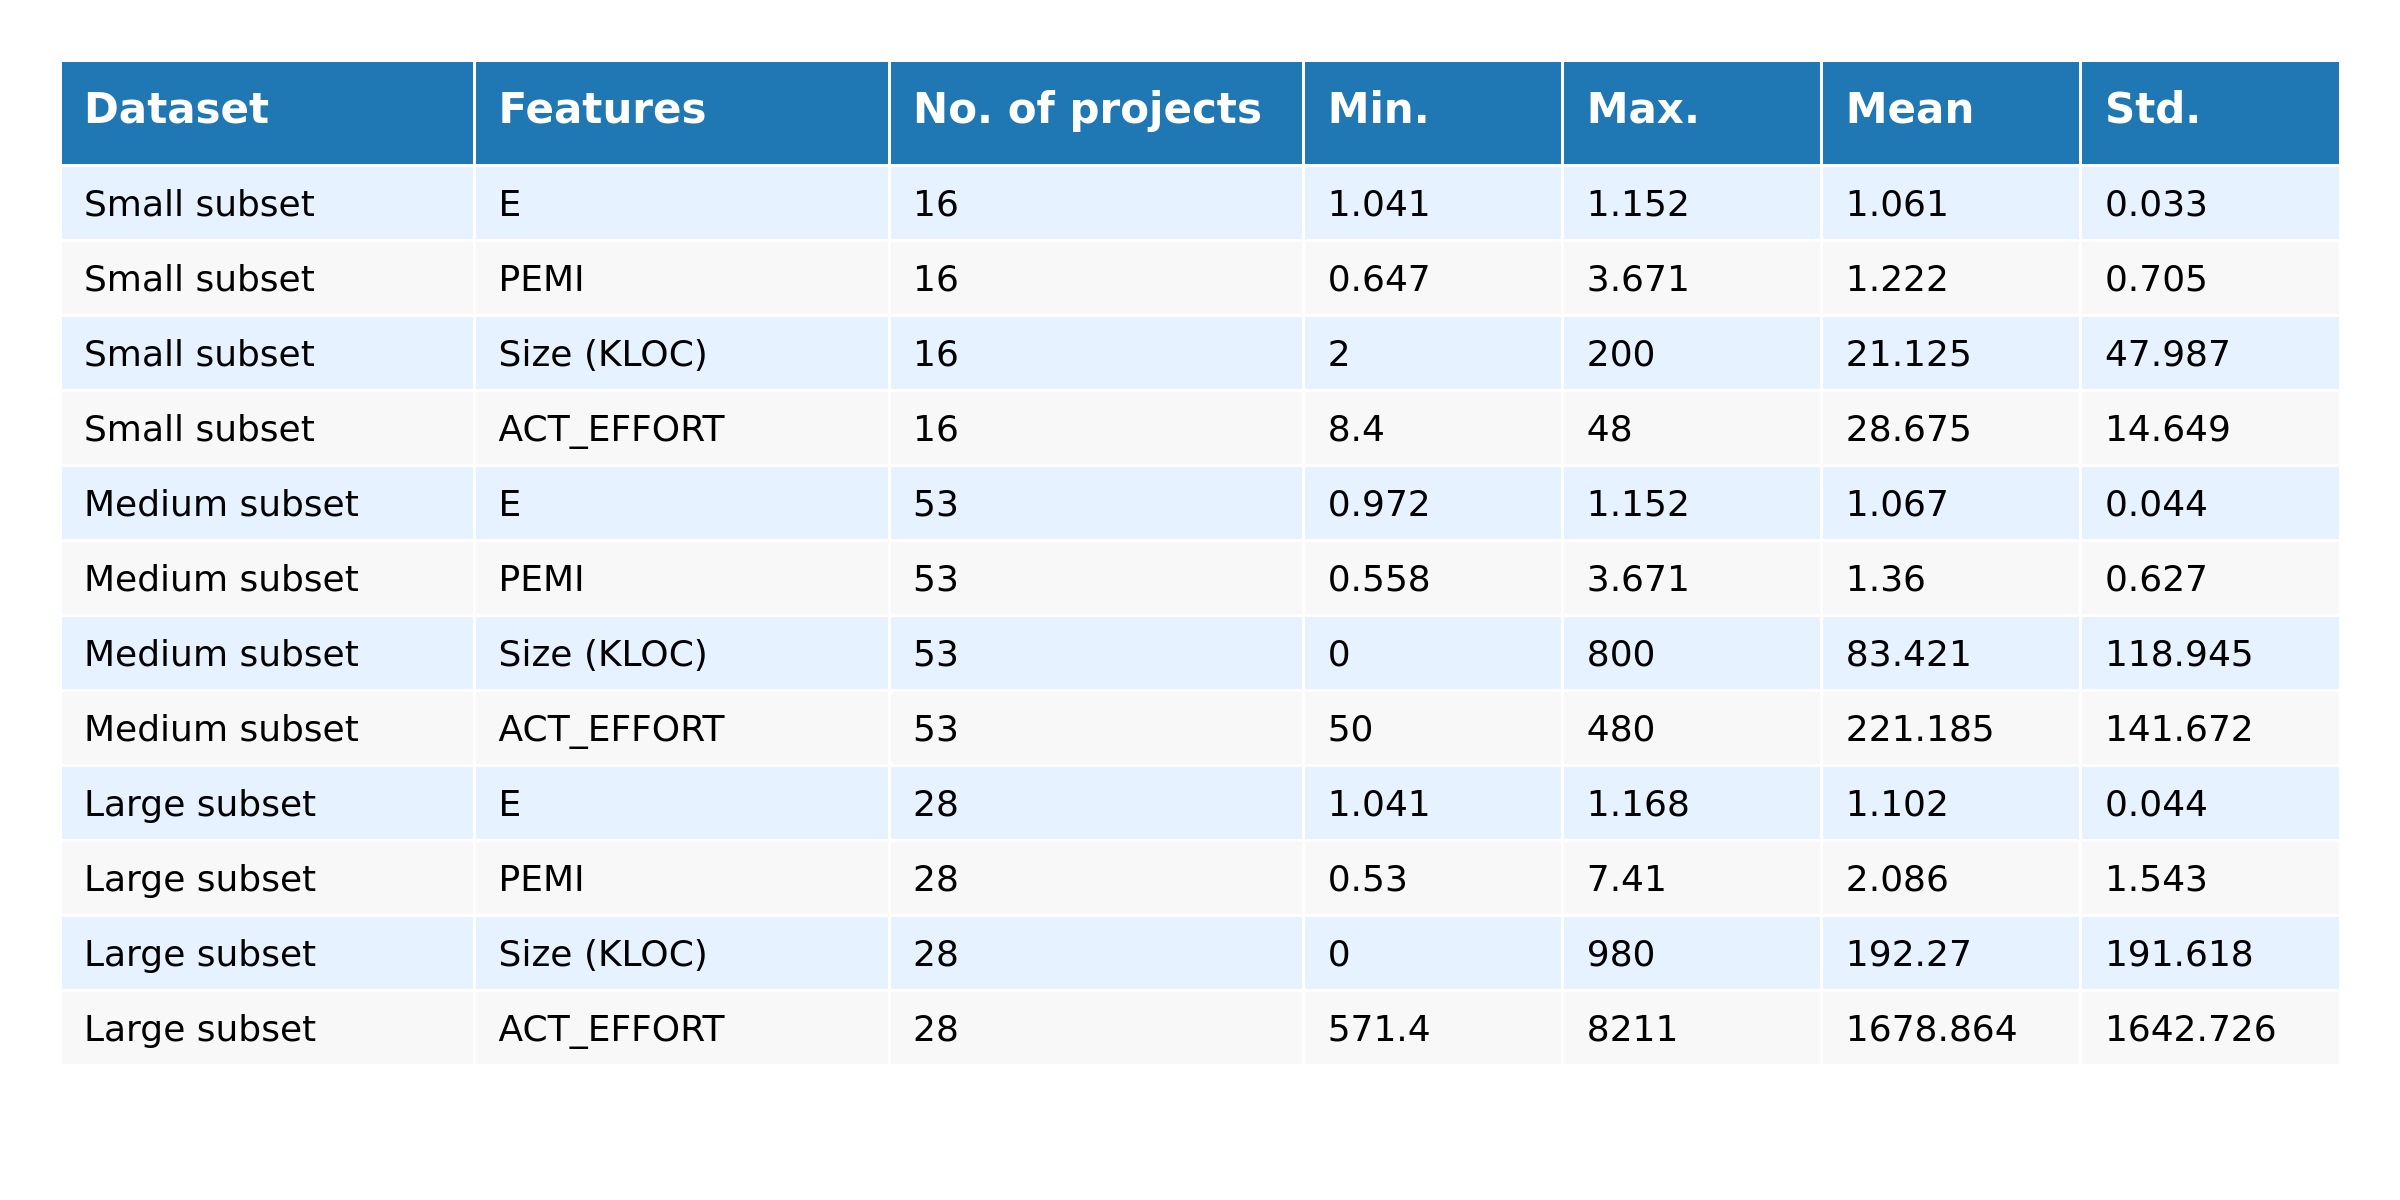 Dataset Features No. of projects Min. Max. Mean Std.
Small subset E 16 1.041 1.152 1.061 0.033
Small subset PEMI 16 0.647 3.671 1.222 0.705
Small subset Size (KLOC) 16 2 200 21.125 47.987
Small subset ACT_EFFORT 16 8.4 48 28.675 14.649
Medium subset E 53 0.972 1.152 1.067 0.044
Medium subset PEMI 53 0.558 3.671 1.36 0.627
Medium subset Size (KLOC) 53 0 800 83.421 118.945
Medium subset ACT_EFFORT 53 50 480 221.185 141.672
Large subset E 28 1.041 1.168 1.102 0.044
Large subset PEMI 28 0.53 7.41 2.086 1.543
Large subset Size (KLOC) 28 0 980 192.27 191.618
Large subset ACT_EFFORT 28 571.4 8211 1678.864 1642.726